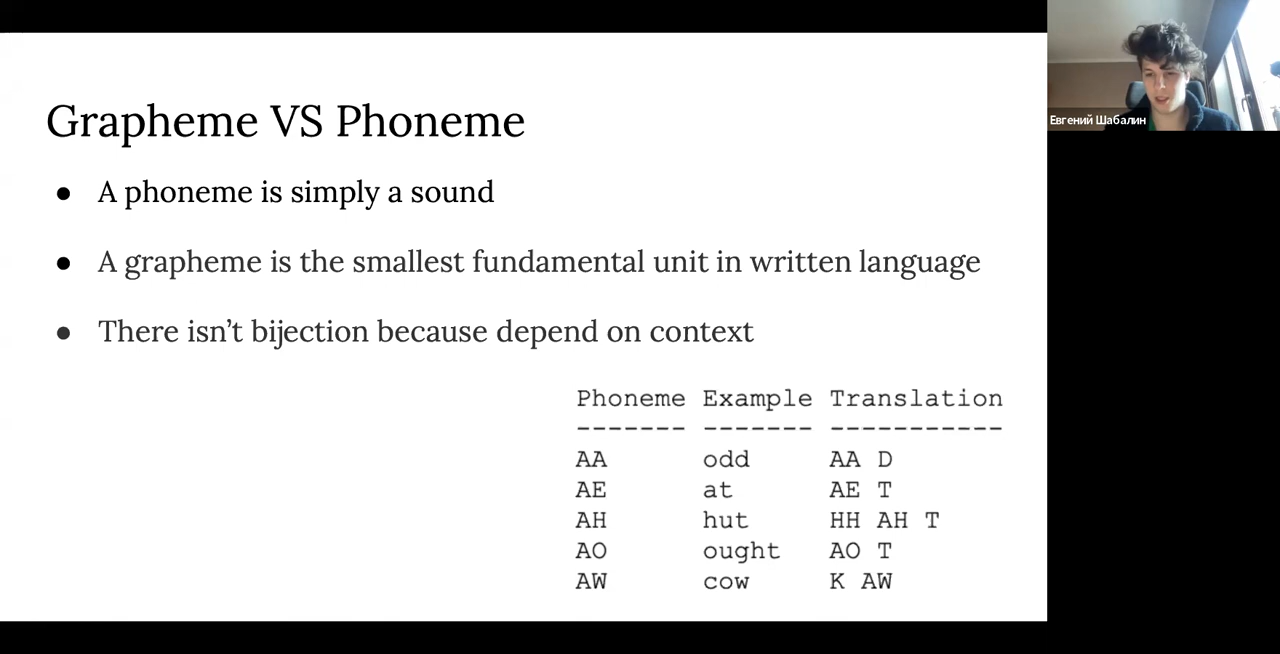 Grapheme VS Phoneme
● A phoneme is simply a sound
● A grapheme is the smallest fundamental unit in written language
● There isn’t bijection because depend on context
Phoneme Example Translation
------- ------- -----------
AA odd AA D
AE at AE T
AH hut HH AH T
AO ought AO T
AW cow K AW
Евгений Шабалин